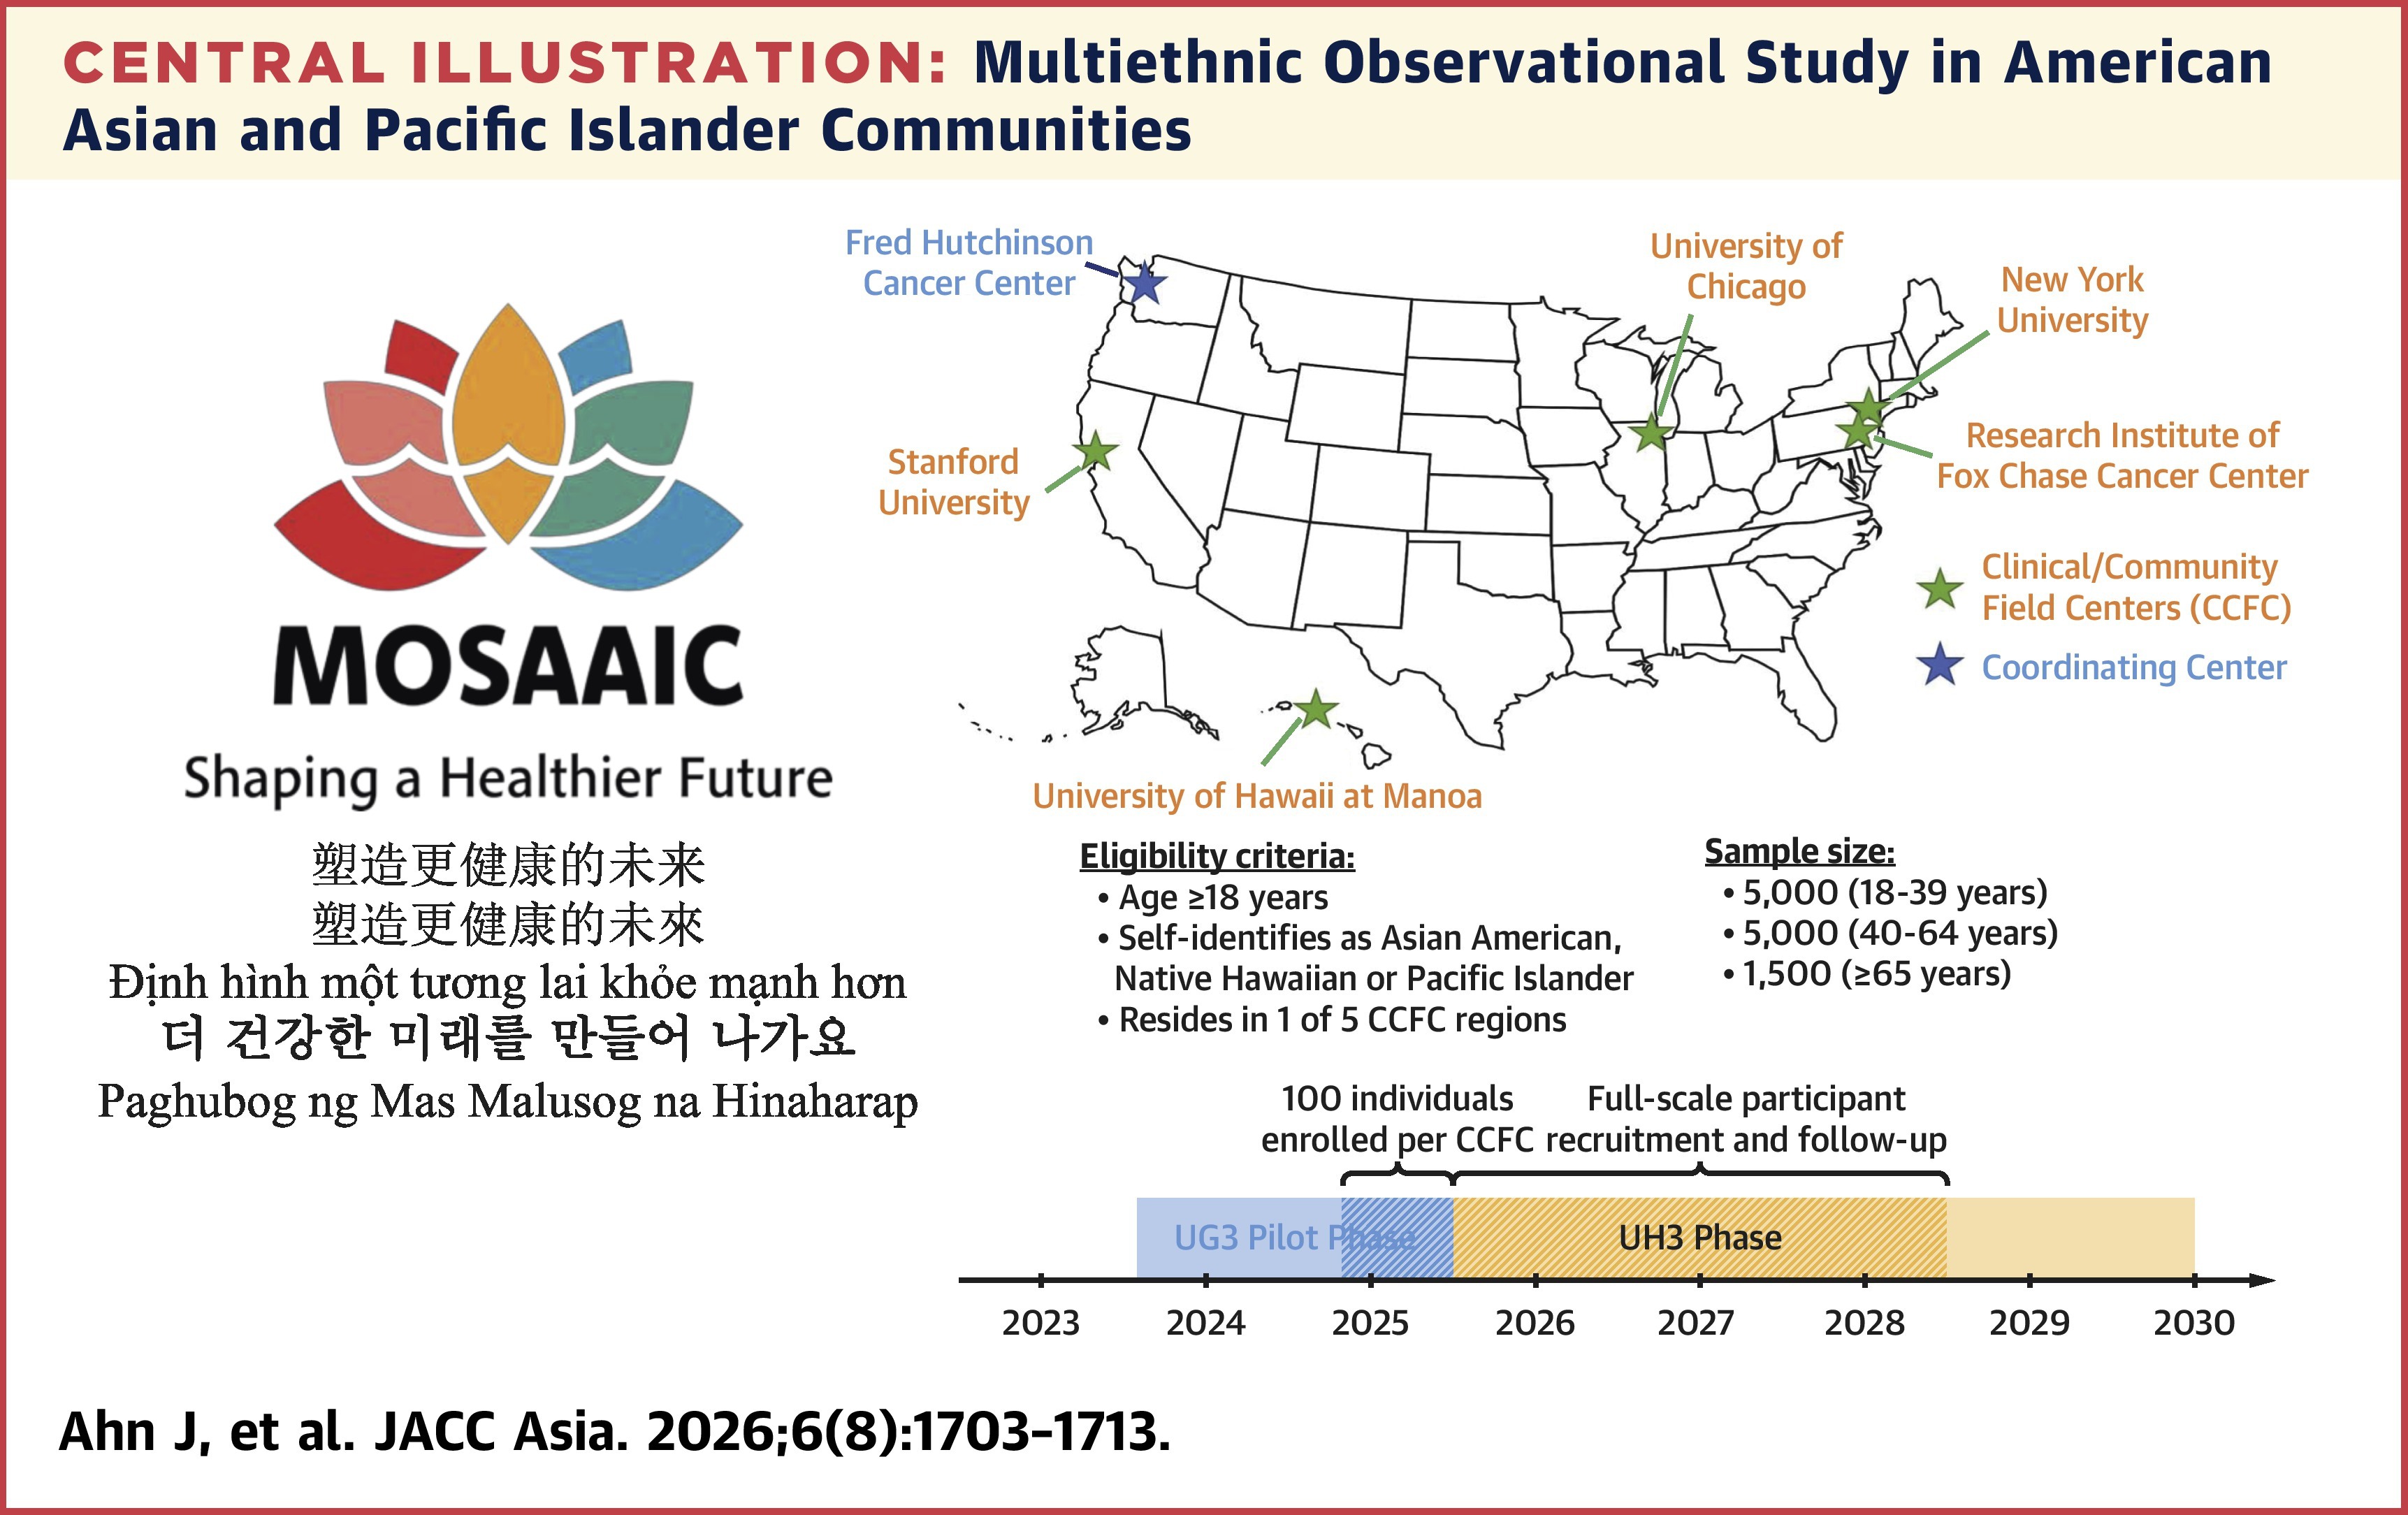 CENTRAL ILLUSTRATION: Multiethnic Observational Study in American
Asian and Pacific Islander Communities
MOSAAIC
Shaping a Healthier Future
塑造更健康的未来
塑造更健康的未來
Định hình một tương lai khỏe mạnh hơn
더 건강한 미래를 만들어 나가요
Paghubog ng Mas Malusog na Hinaharap
Fred Hutchinson
Cancer Center
University of
Chicago
New York
University
Stanford
University
Research Institute of
Fox Chase Cancer Center
Clinical/Community
Field Centers (CCFC)
Coordinating Center
University of Hawaii at Manoa
Eligibility criteria:
• Age ≥18 years
• Self-identifies as Asian American,
Native Hawaiian or Pacific Islander
• Resides in 1 of 5 CCFC regions
Sample size:
• 5,000 (18-39 years)
• 5,000 (40-64 years)
• 1,500 (≥65 years)
100 individuals
enrolled per CCFC
Full-scale participant
recruitment and follow-up
UG3 Pilot Phase
UH3 Phase
2023 2024 2025 2026 2027 2028 2029 2030
Ahn J, et al. JACC Asia. 2026;6(8):1703–1713.